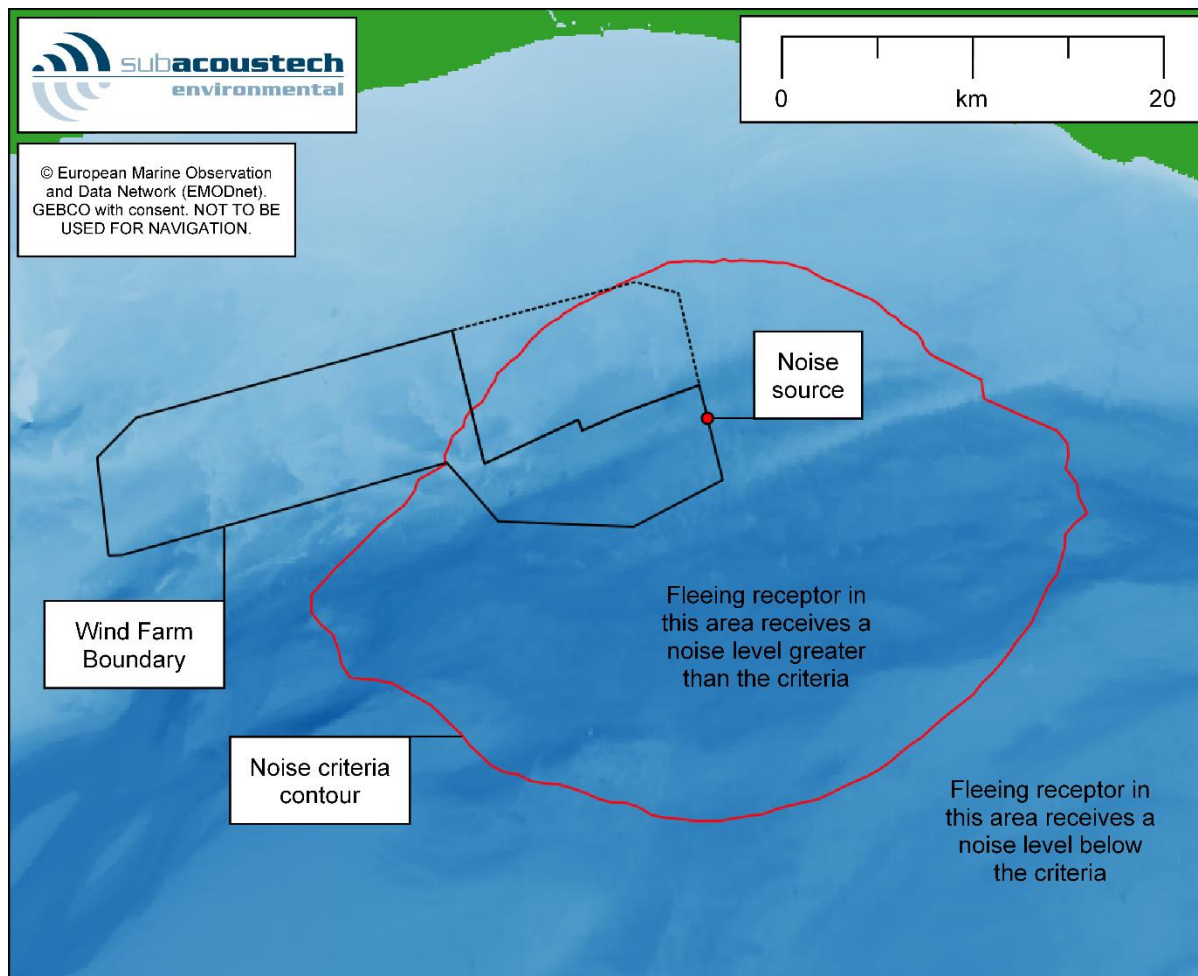 subacoustech
environmental
0 km 20
© European Marine Observation
and Data Network (EMODnet).
GEBCO with consent. NOT TO BE
USED FOR NAVIGATION.
Noise
source
Wind Farm
Boundary
Fleeing receptor in
this area receives a
noise level greater
than the criteria
Noise criteria
contour
Fleeing receptor in
this area receives a
noise level below
the criteria